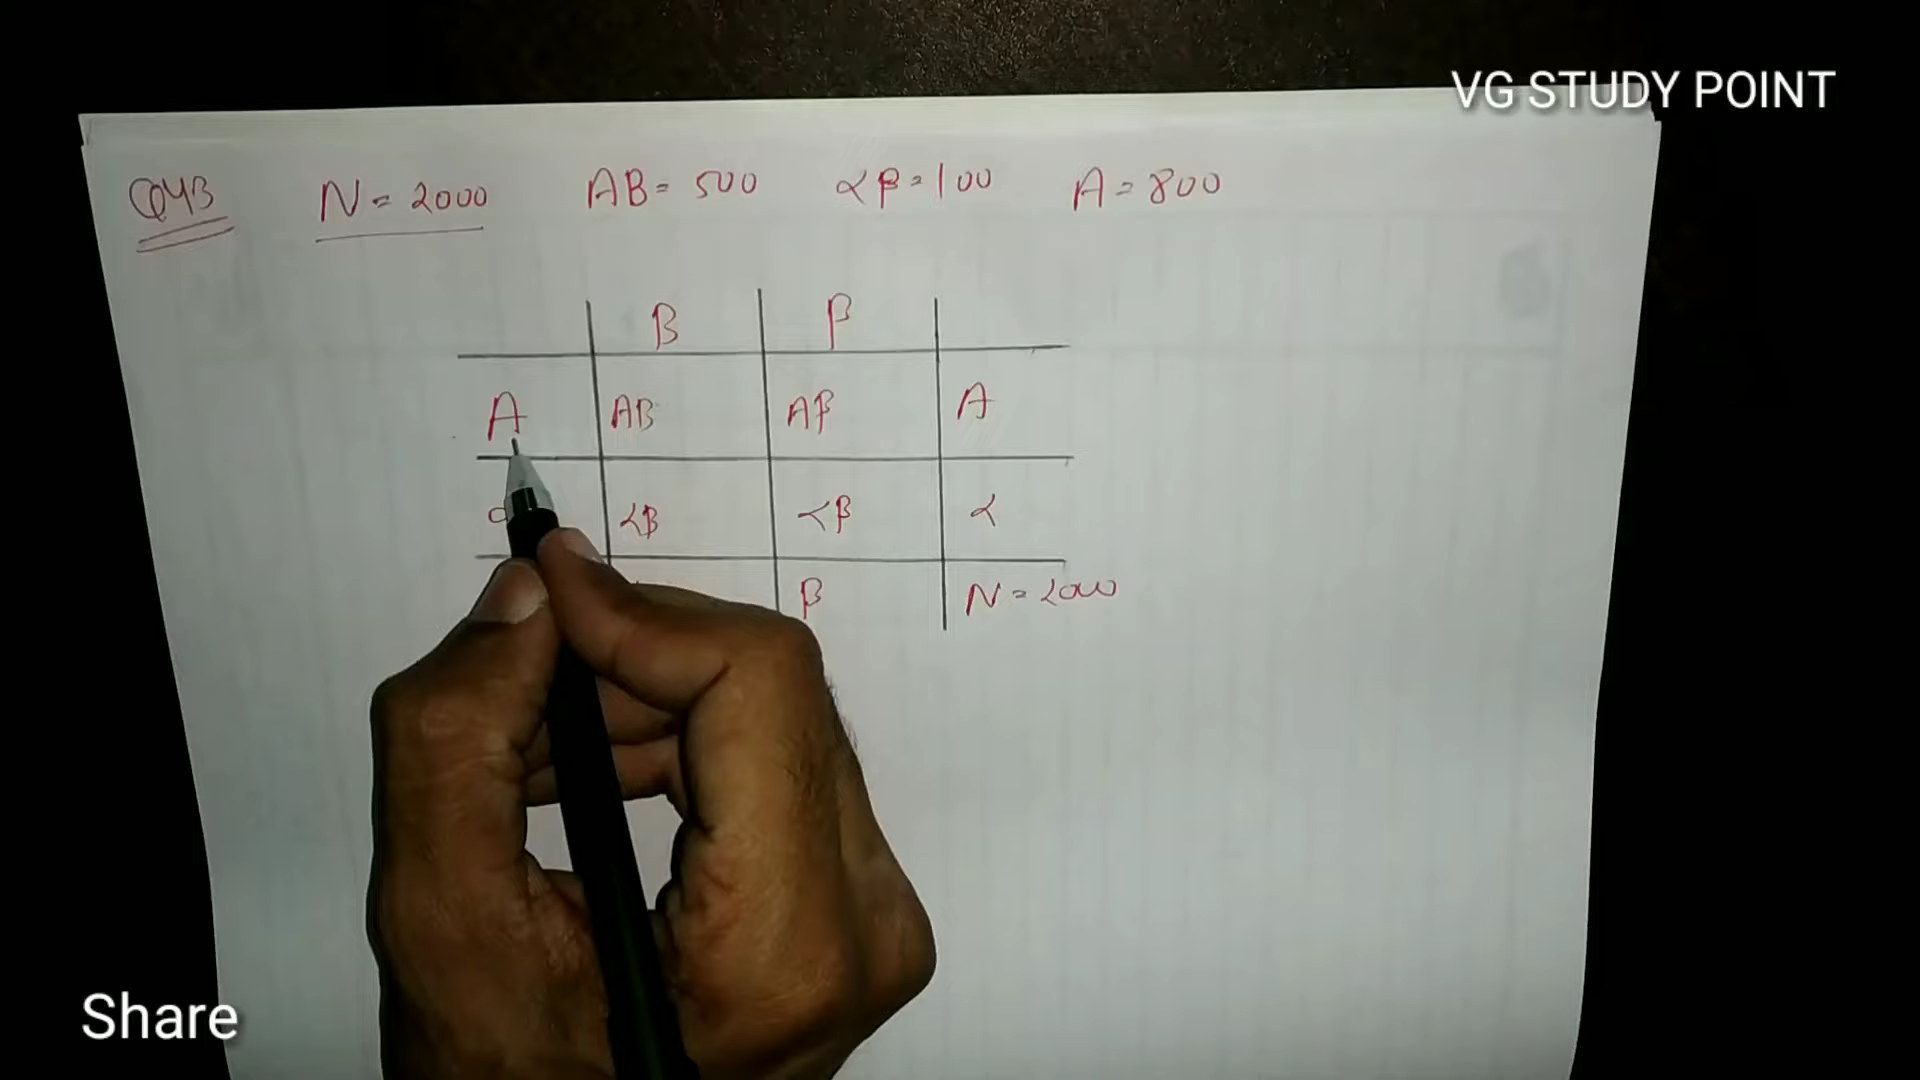 VG STUDY POINT
Q43 N = 2000 AB = 500 αβ = 100 A = 800
B β
A AB Aβ A
αB αβ α
β N = 2000
Share